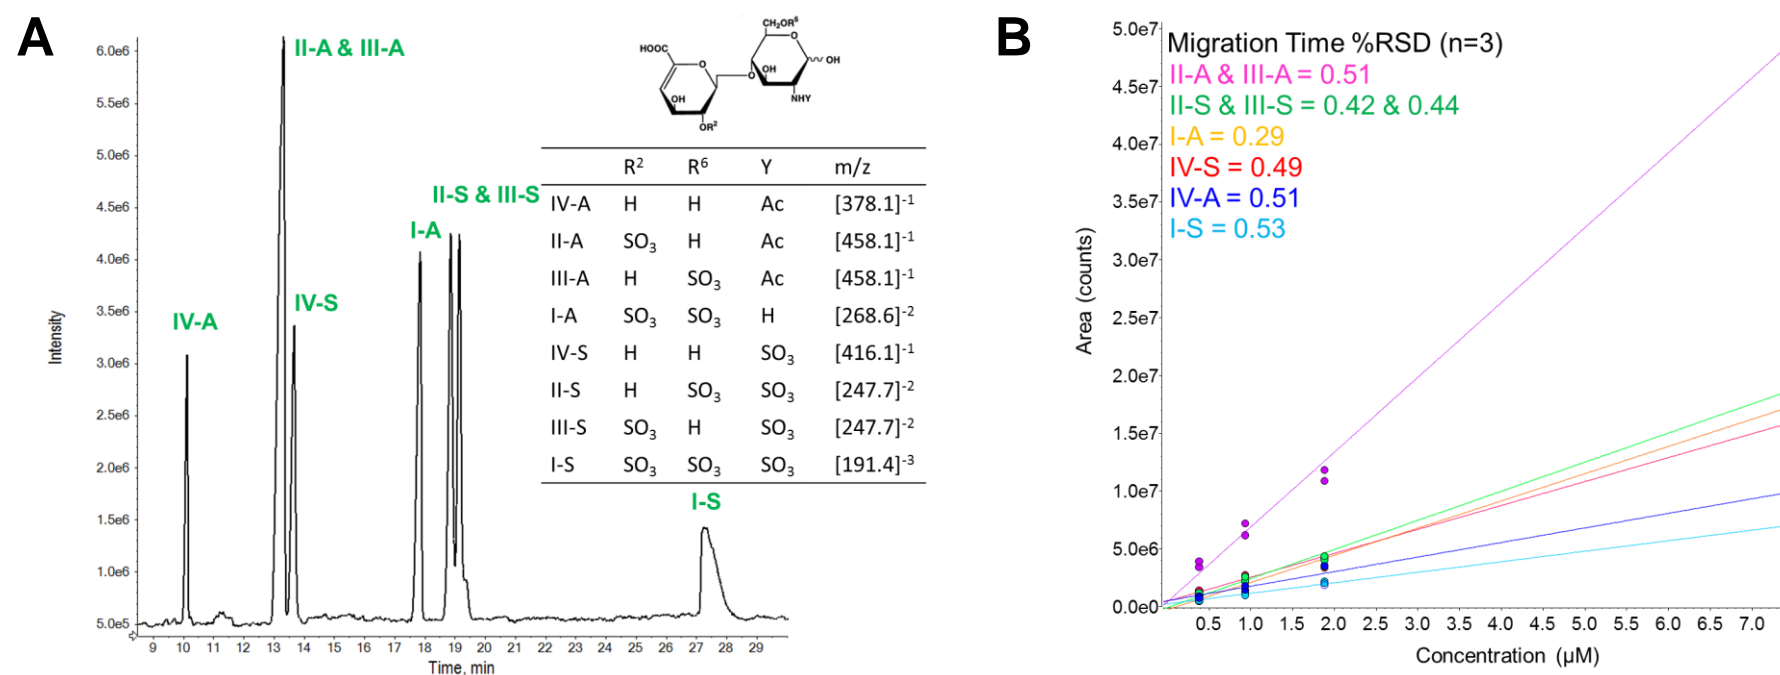 A
6.0e6
5.5e6
5.0e6
4.5e6
4.0e6
3.5e6
3.0e6
2.5e6
2.0e6
1.5e6
1.0e6
5.0e5
Intensity
9 10 11 12 13 14 15 16 17 18 19 20 21 22 23 24 25 26 27 28 29
Time, min
IV-A
II-A & III-A
IV-S
I-A
II-S & III-S
I-S
CH₂OR⁶
HOOC
O
O
OH
OH
O
OH
NHY
OR²
R² R⁶ Y m/z
IV-A H H Ac [378.1]⁻¹
II-A SO₃ H Ac [458.1]⁻¹
III-A H SO₃ Ac [458.1]⁻¹
I-A SO₃ SO₃ H [268.6]⁻²
IV-S H H SO₃ [416.1]⁻¹
II-S H SO₃ SO₃ [247.7]⁻²
III-S SO₃ H SO₃ [247.7]⁻²
I-S SO₃ SO₃ SO₃ [191.4]⁻³
B
Migration Time %RSD (n=3)
II-A & III-A = 0.51
II-S & III-S = 0.42 & 0.44
I-A = 0.29
IV-S = 0.49
IV-A = 0.51
I-S = 0.53
5.0e7
4.5e7
4.0e7
3.5e7
3.0e7
2.5e7
2.0e7
1.5e7
1.0e7
5.0e6
0.0e0
Area (counts)
0.5 1.0 1.5 2.0 2.5 3.0 3.5 4.0 4.5 5.0 5.5 6.0 6.5 7.0
Concentration (µM)